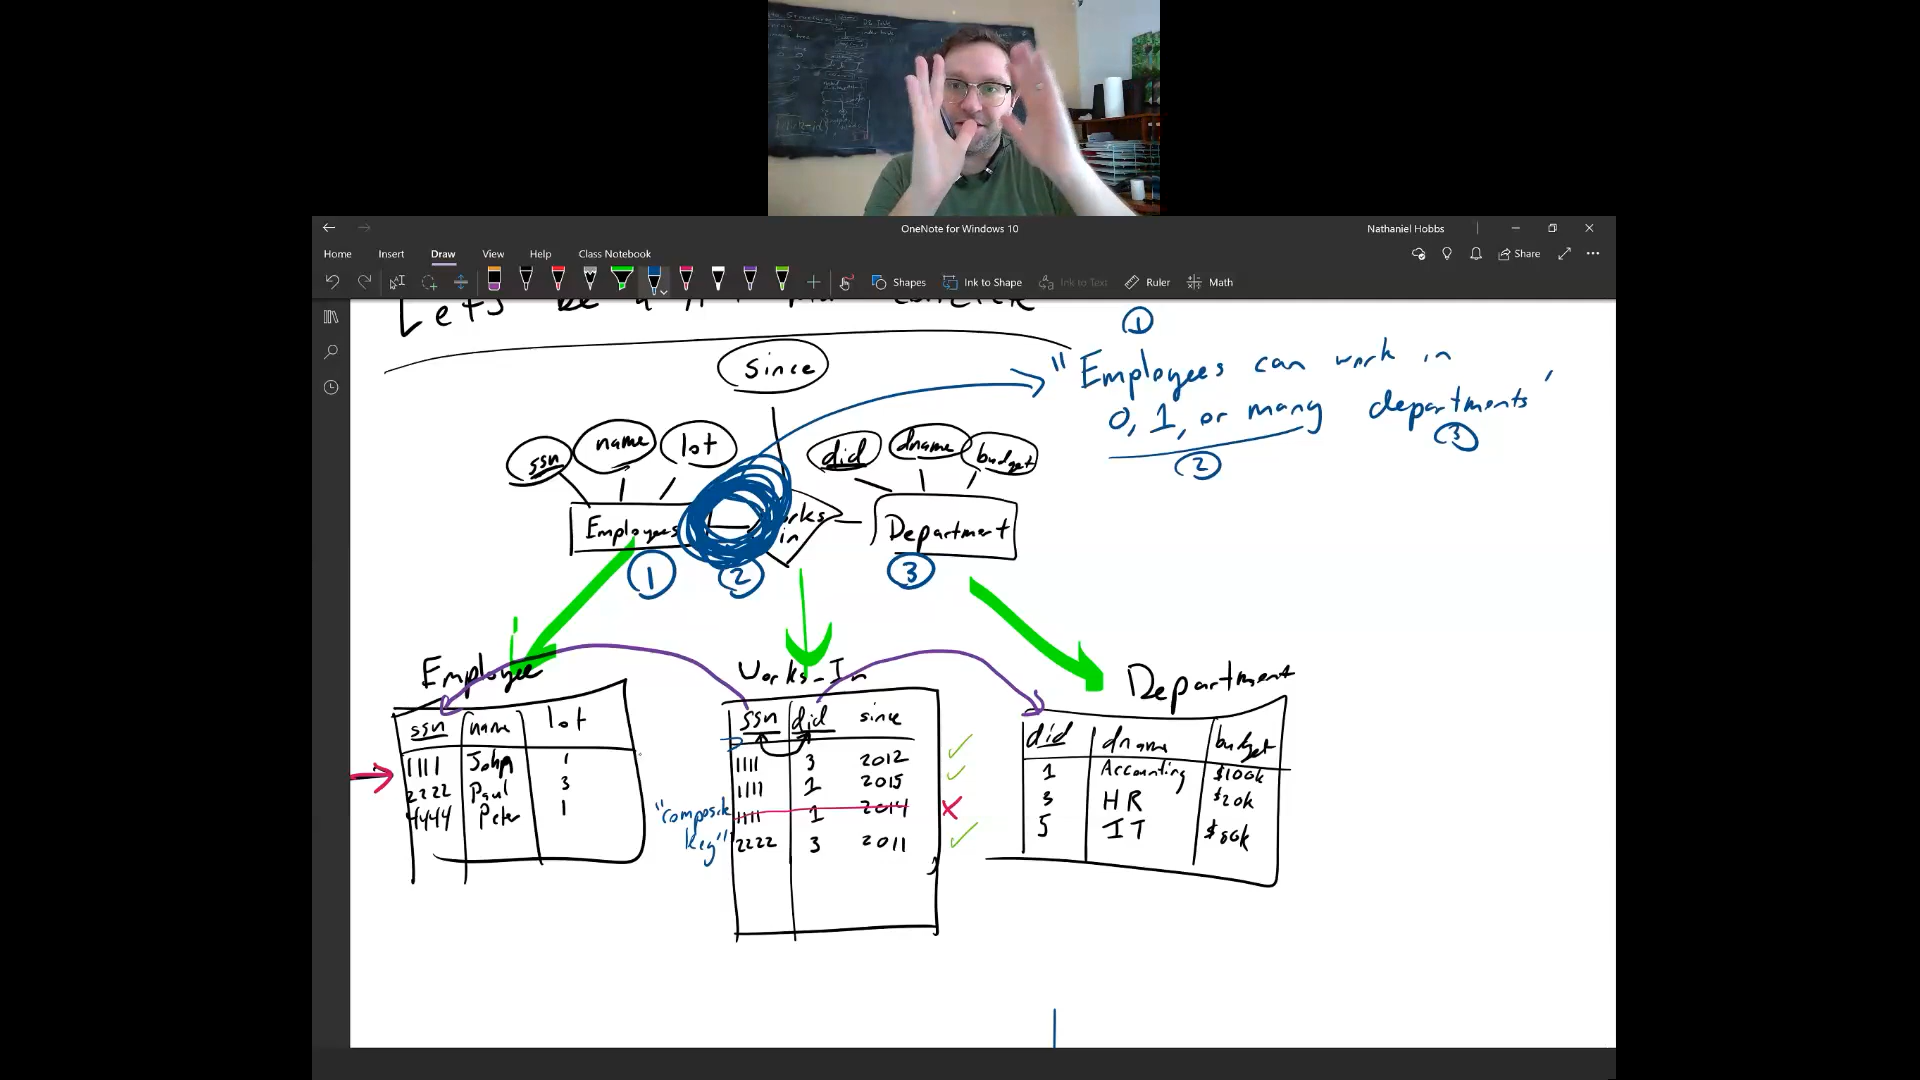 OneNote for Windows 10
Nathaniel Hobbs
Home Insert Draw View Help Class Notebook
Share
Shapes Ink to Shape Ink to Text Ruler Math
Let's be
since
①
"Employees can work in
0, 1, or many departments"
② ③
ssn name lot
did dname budget
Employees
in
Department
① ② ③
Employee
ssn name lot
1111 John 1
2222 Paul 3
4444 Peter 1
Works_In
ssn did since
1111 3 2012 ✓
1111 1 2015 ✓
1111 1 2014 X
2222 3 2011 ✓
"composite
key"
Department
did dname budget
1 Accounting $100k
3 HR $20k
5 IT $80k